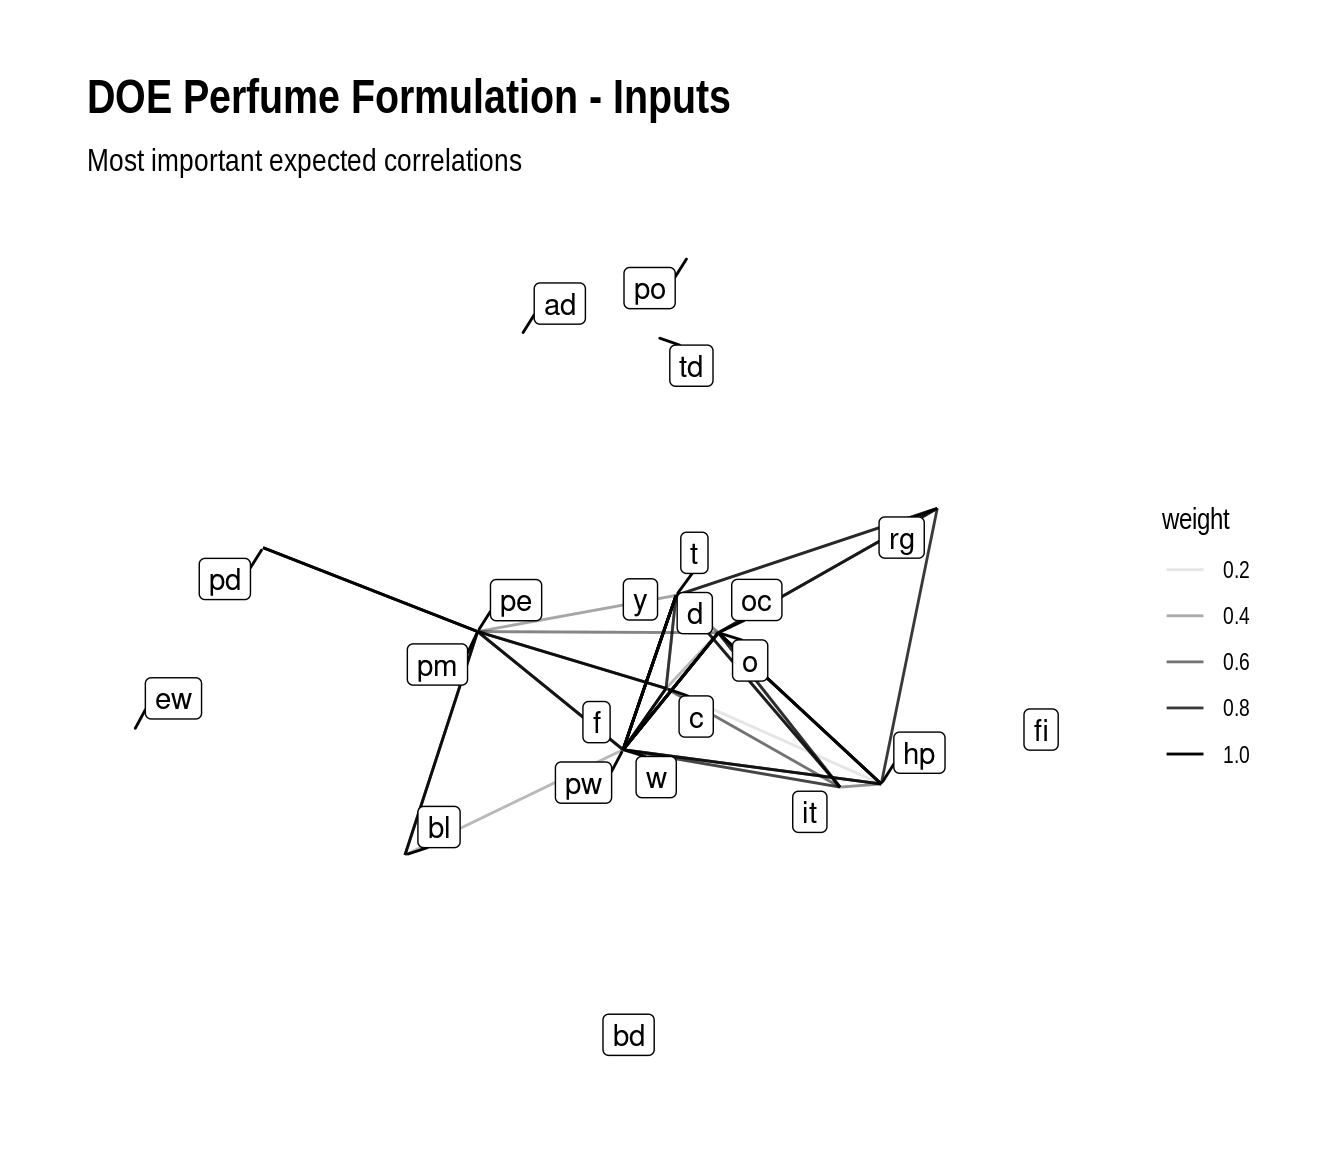 DOE Perfume Formulation - Inputs
Most important expected correlations
po
ad
td
weight
0.2
0.4
0.6
0.8
1.0
rg
t
pd
pe
y
d
oc
pm
o
ew
f
c
fi
hp
pw
w
it
bl
bd